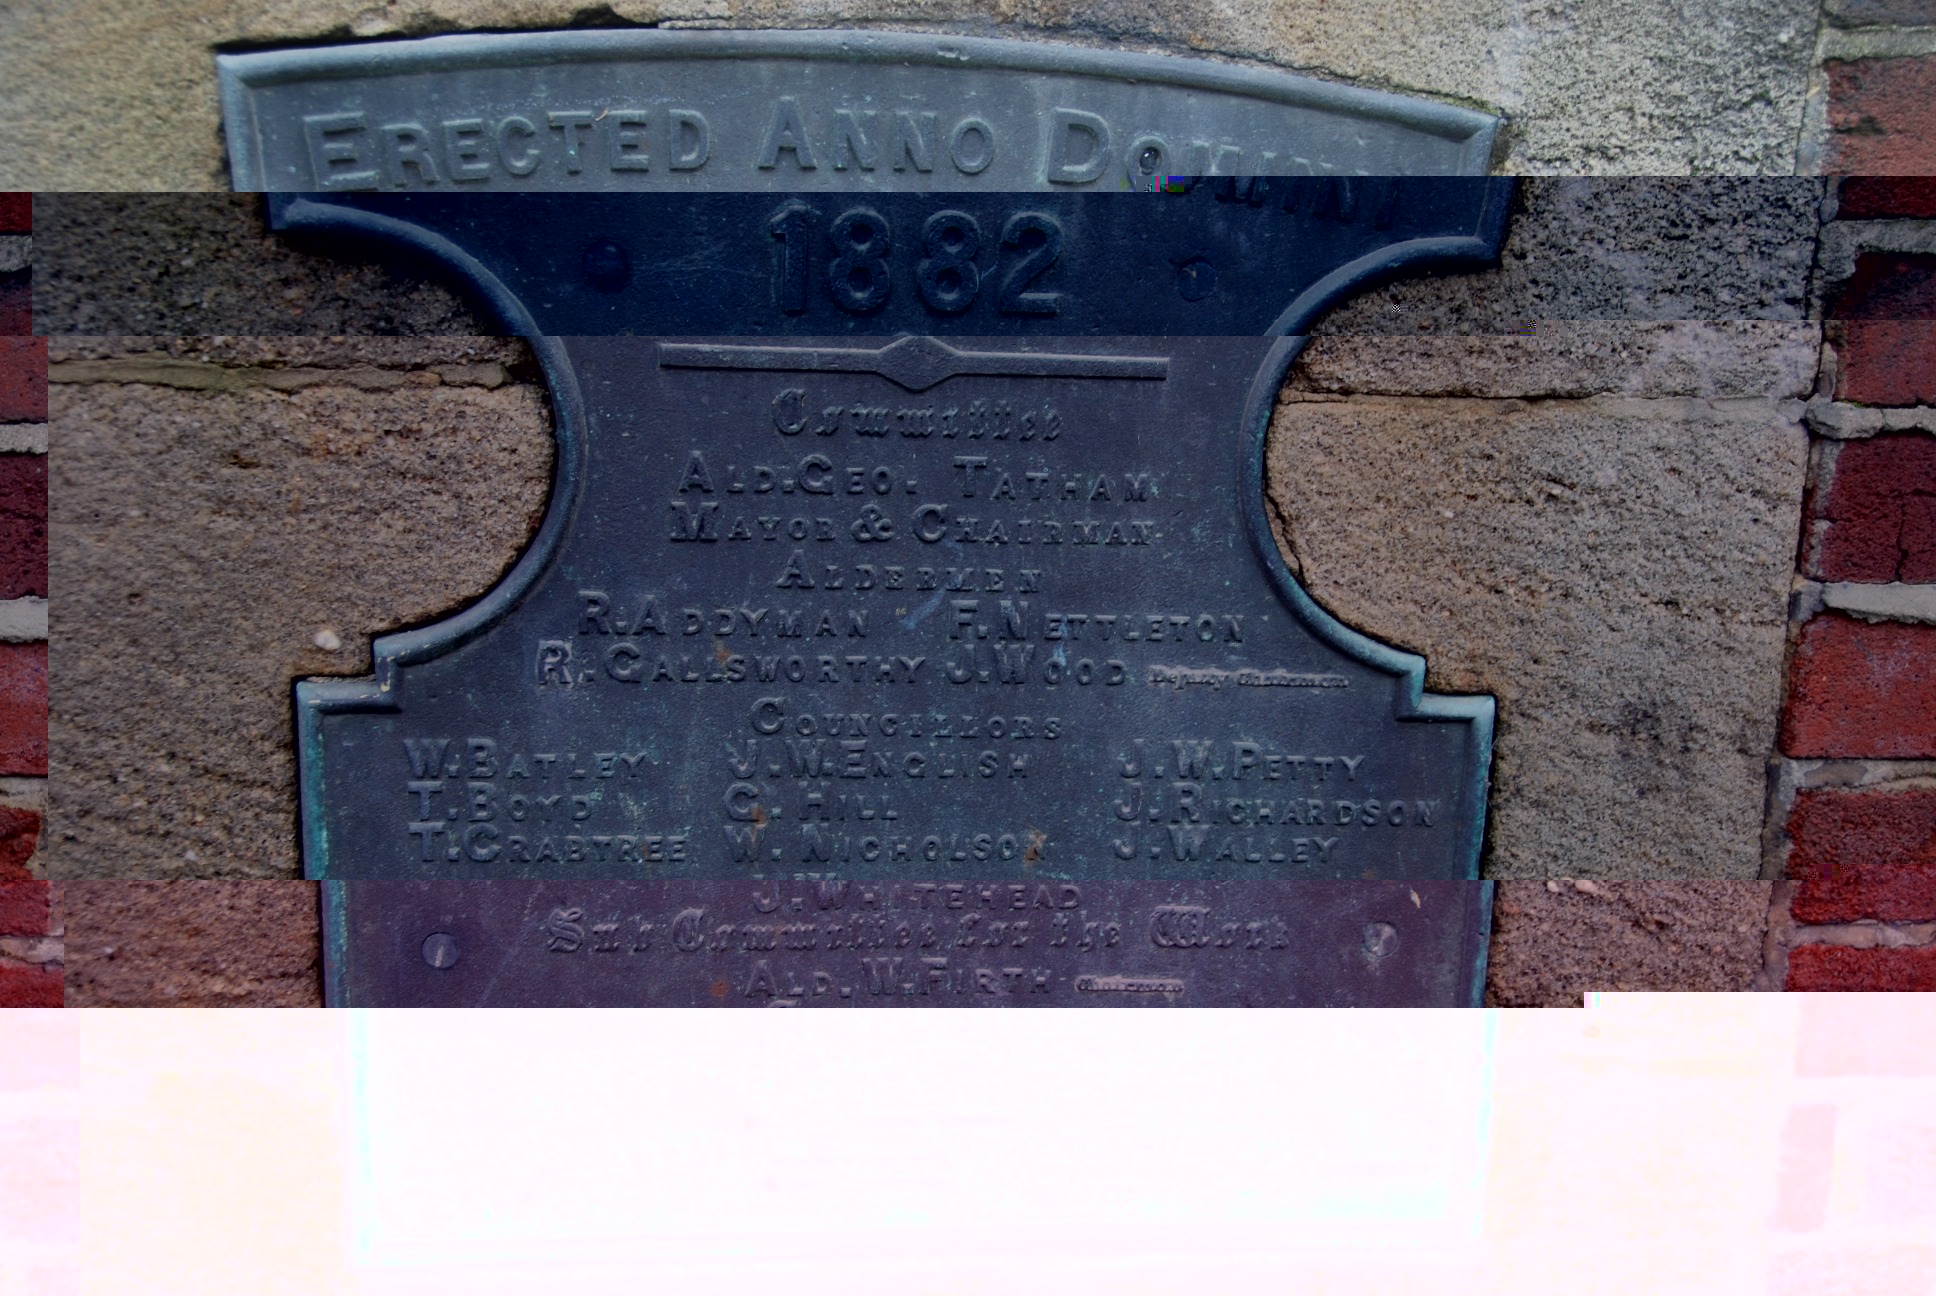 ERECTED ANNO DOMINI
1882
Committee
ALD. GEO. TATHAM
MAYOR & CHAIRMAN
ALDERMEN
R. ADDYMAN F. NETTLETON
R. GALLSWORTHY J. WOOD Deputy Chairman
COUNCILLORS
W. BATLEY J. W. ENGLISH J. W. PETTY
T. BOYD G. HILL J. RICHARDSON
T. CRABTREE W. NICHOLSON J. WALLEY
J. WHITEHEAD
Sub Committee for the Work
ALD. W. FIRTH Chairman